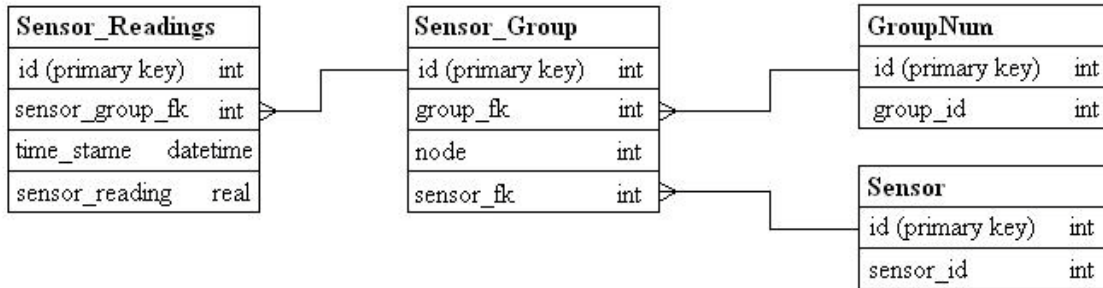 Sensor_Readings
id (primary key) int
sensor_group_fk int
time_stame datetime
sensor_reading real
Sensor_Group
id (primary key) int
group_fk int
node int
sensor_fk int
GroupNum
id (primary key) int
group_id int
Sensor
id (primary key) int
sensor_id int